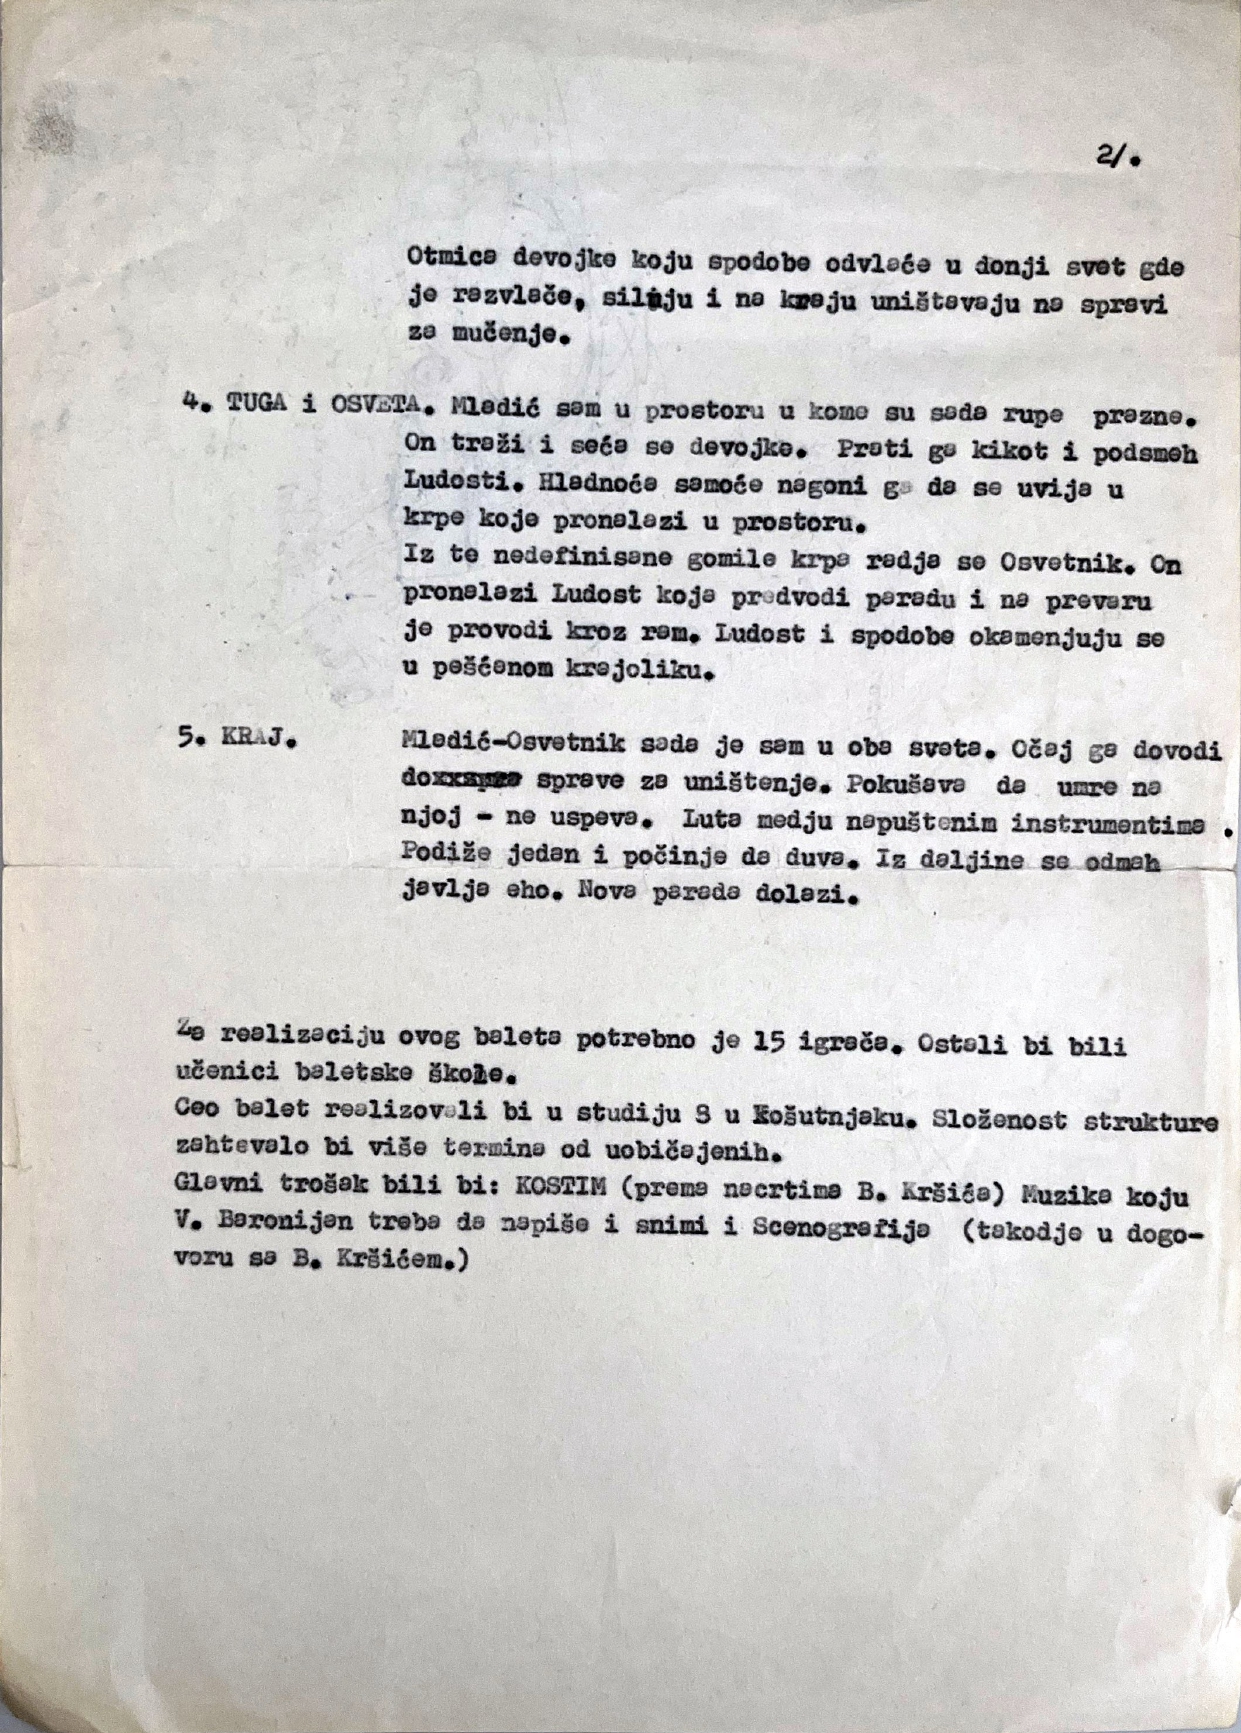 2/.
Otmica devojke koju spodobe odvlače u donji svet gde
je razvlače, siluju i na kraju uništavaju na spravi
za mučenje.
4. TUGA i OSVETA. Mladić sam u prostoru u kome su sada rupe prazne.
On traži i seća se devojke. Prati ga kikot i podsmeh
Ludosti. Hladnoća samoće nagoni ga da se uvija u
krpe koje pronalazi u prostoru.
Iz te nedefinisane gomile krpa radja se Osvetnik. On
pronalazi Ludost koja predvodi paradu i na prevaru
je provodi kroz ram. Ludost i spodobe okamenjuju se
u pešćenom krajoliku.
5. KRAJ. Mladić-Osvetnik sada je sam u oba sveta. Očaj ga dovodi
do sprave za uništenje. Pokušava da umre na
njoj - ne uspeva. Luta medju napuštenim instrumentima .
Podiže jedan i počinje da duva. Iz daljine se odmah
javlja eho. Nova parada dolazi.
Za realizaciju ovog baleta potrebno je 15 igrača. Ostali bi bili
učenici baletske škole.
Ceo balet realizovali bi u studiju 8 u Košutnjaku. Složenost strukture
zahtevalo bi više termina od uobičajenih.
Glavni trošak bili bi: KOSTIM (prema nacrtima B. Kršića) Muzika koju
V. Baronijan treba da napiše i snimi i Scenografija (takodje u dogo-
voru sa B. Kršićem.)